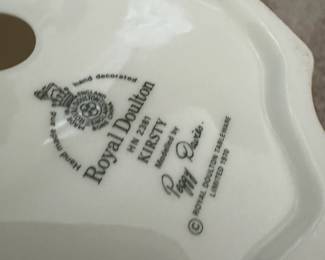 Hand made and hand decorated
ENGLAND
Royal Doulton
HN 2381
KIRSTY
Modelled by
Peggy Davies
© ROYAL DOULTON TABLEWARE
LIMITED 1970